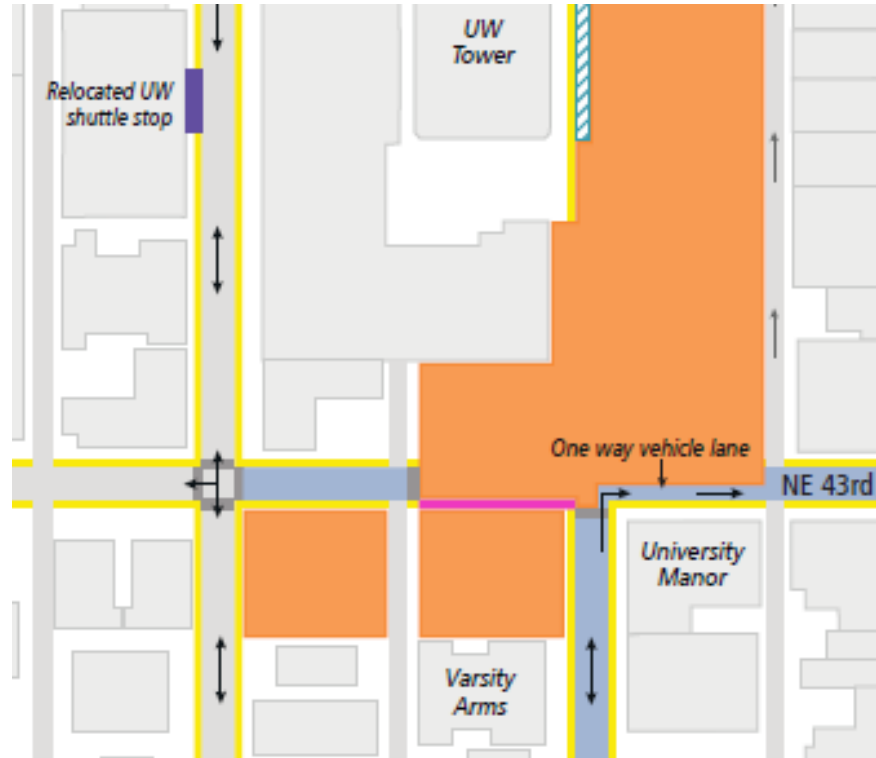 UW
Tower
Relocated UW
shuttle stop
One way vehicle lane
NE 43rd
University
Manor
Varsity
Arms